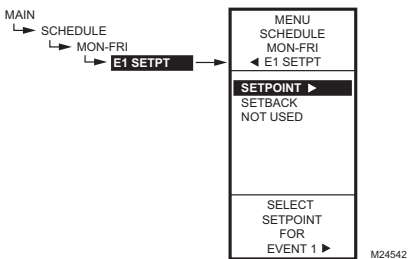 MAIN
SCHEDULE
MON-FRI
E1 SETPT
MENU
SCHEDULE
MON-FRI
◄ E1 SETPT
SETPOINT ►
SETBACK
NOT USED
SELECT
SETPOINT
FOR
EVENT 1 ►
M24542